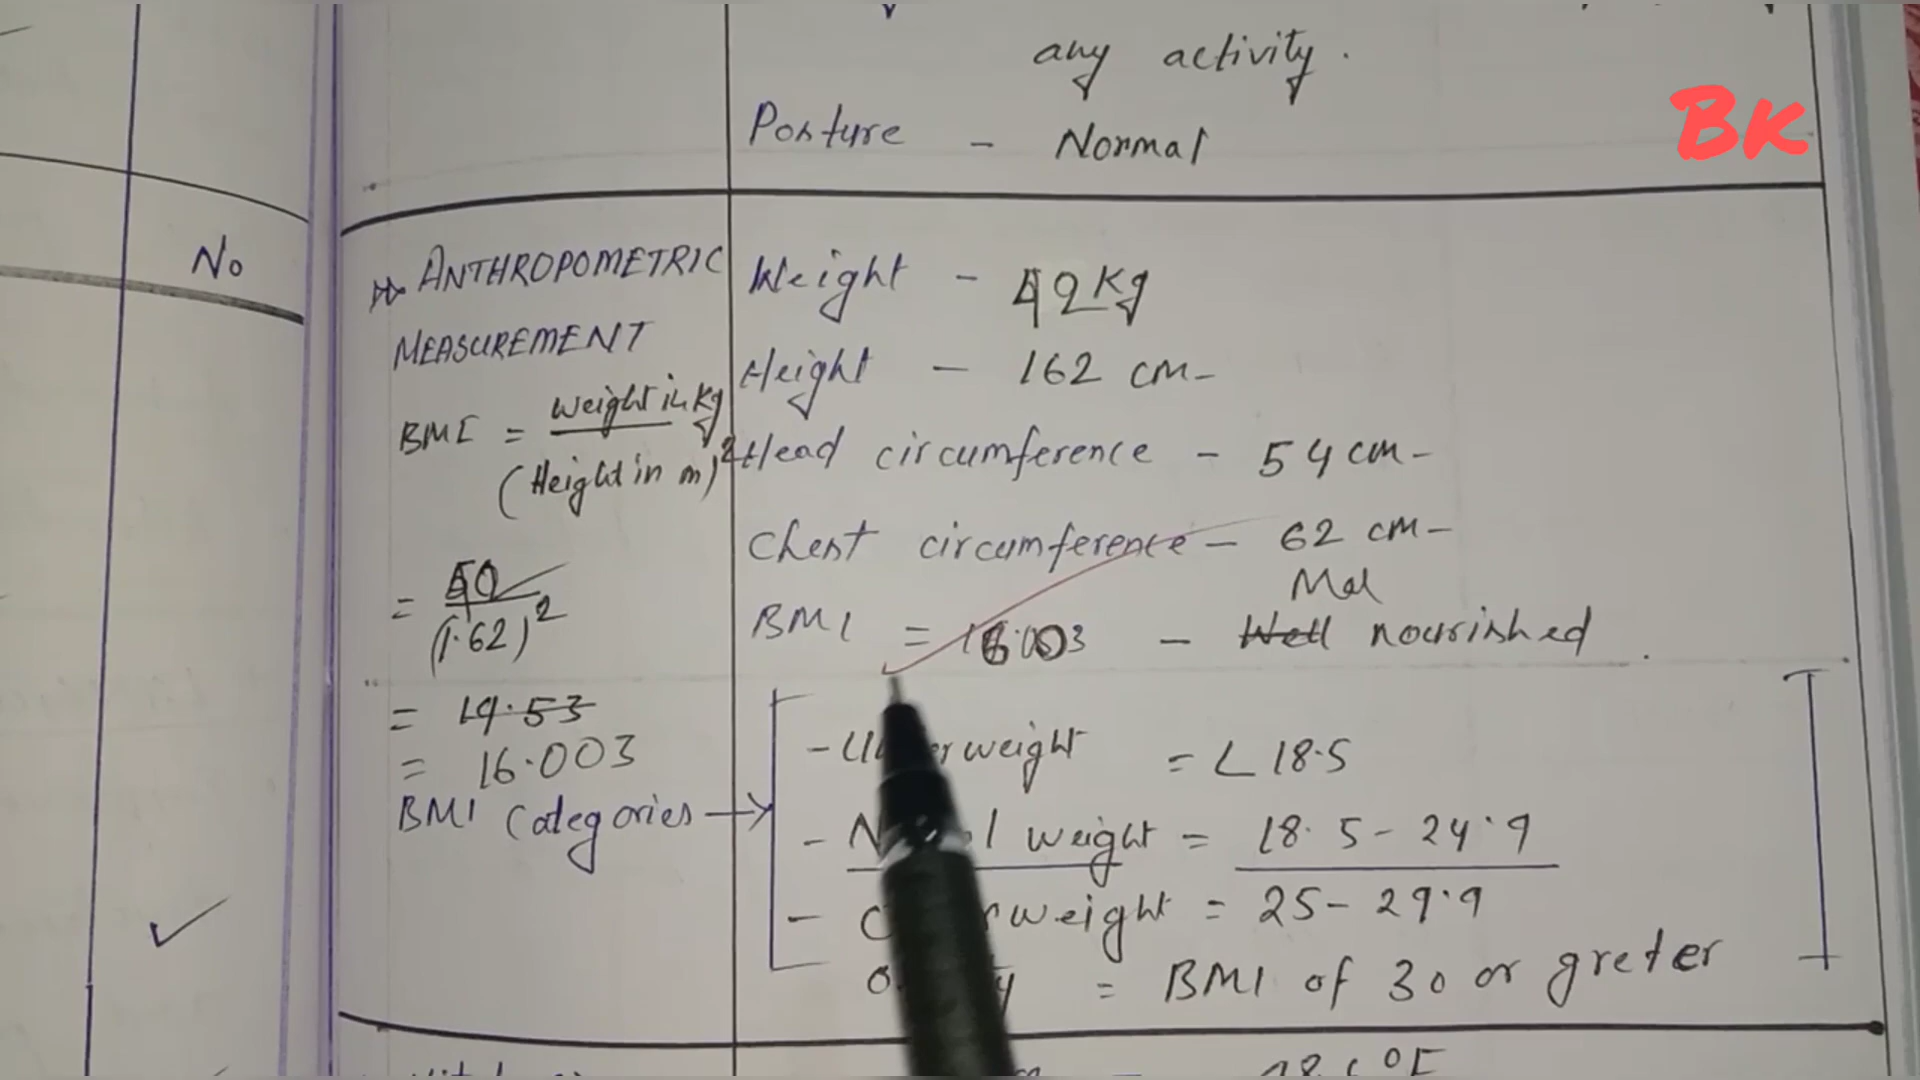 any activity.
Posture - Normal
BK
No
ANTHROPOMETRIC
MEASUREMENT
BMI = Weight in Kg
(Height in m)²
(1.62)²
= 19.53
= 16.003
BMI Categories →
Weight - 42 Kg
Height - 162 cm-
Head circumference - 54 cm-
Chest circumference - 62 cm-
Mal
BMI = 16.003 - Well nourished.
- weight = < 18.5
- weight = 18.5 - 24.9
- weight = 25 - 29.9
= BMI of 30 or greter